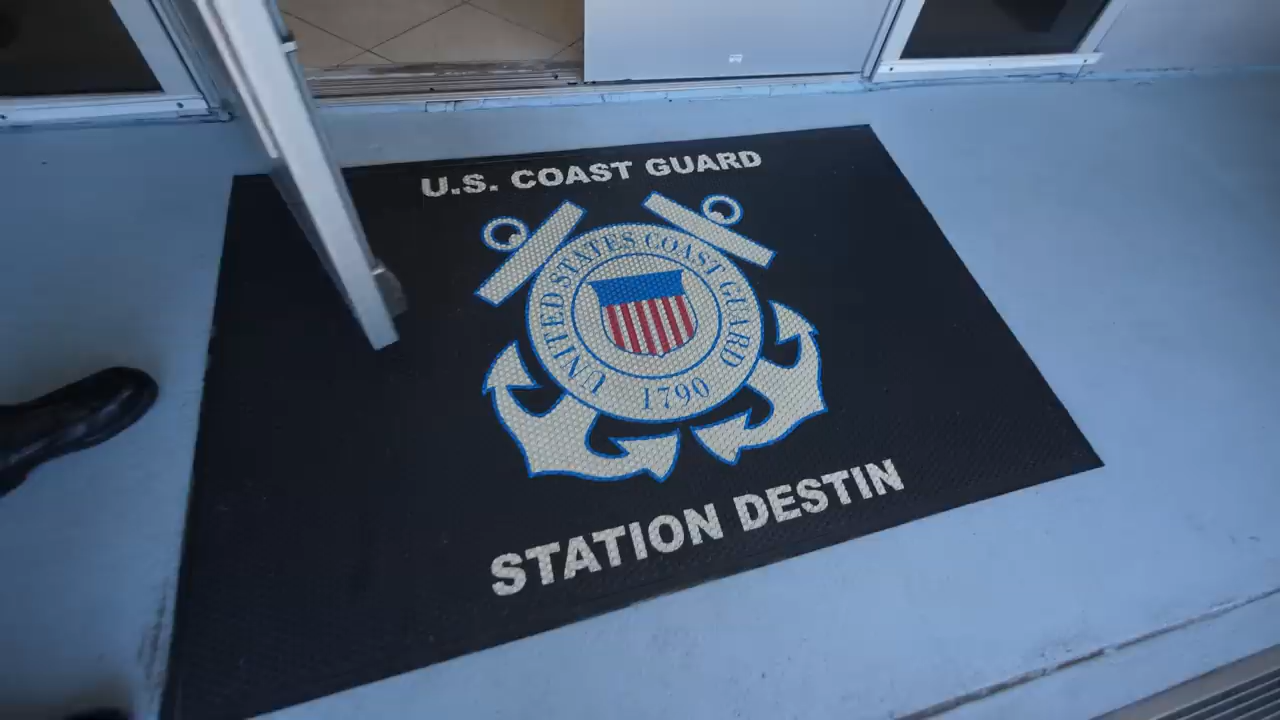 U.S. COAST GUARD
UNITED STATES COAST GUARD
1790
STATION DESTIN